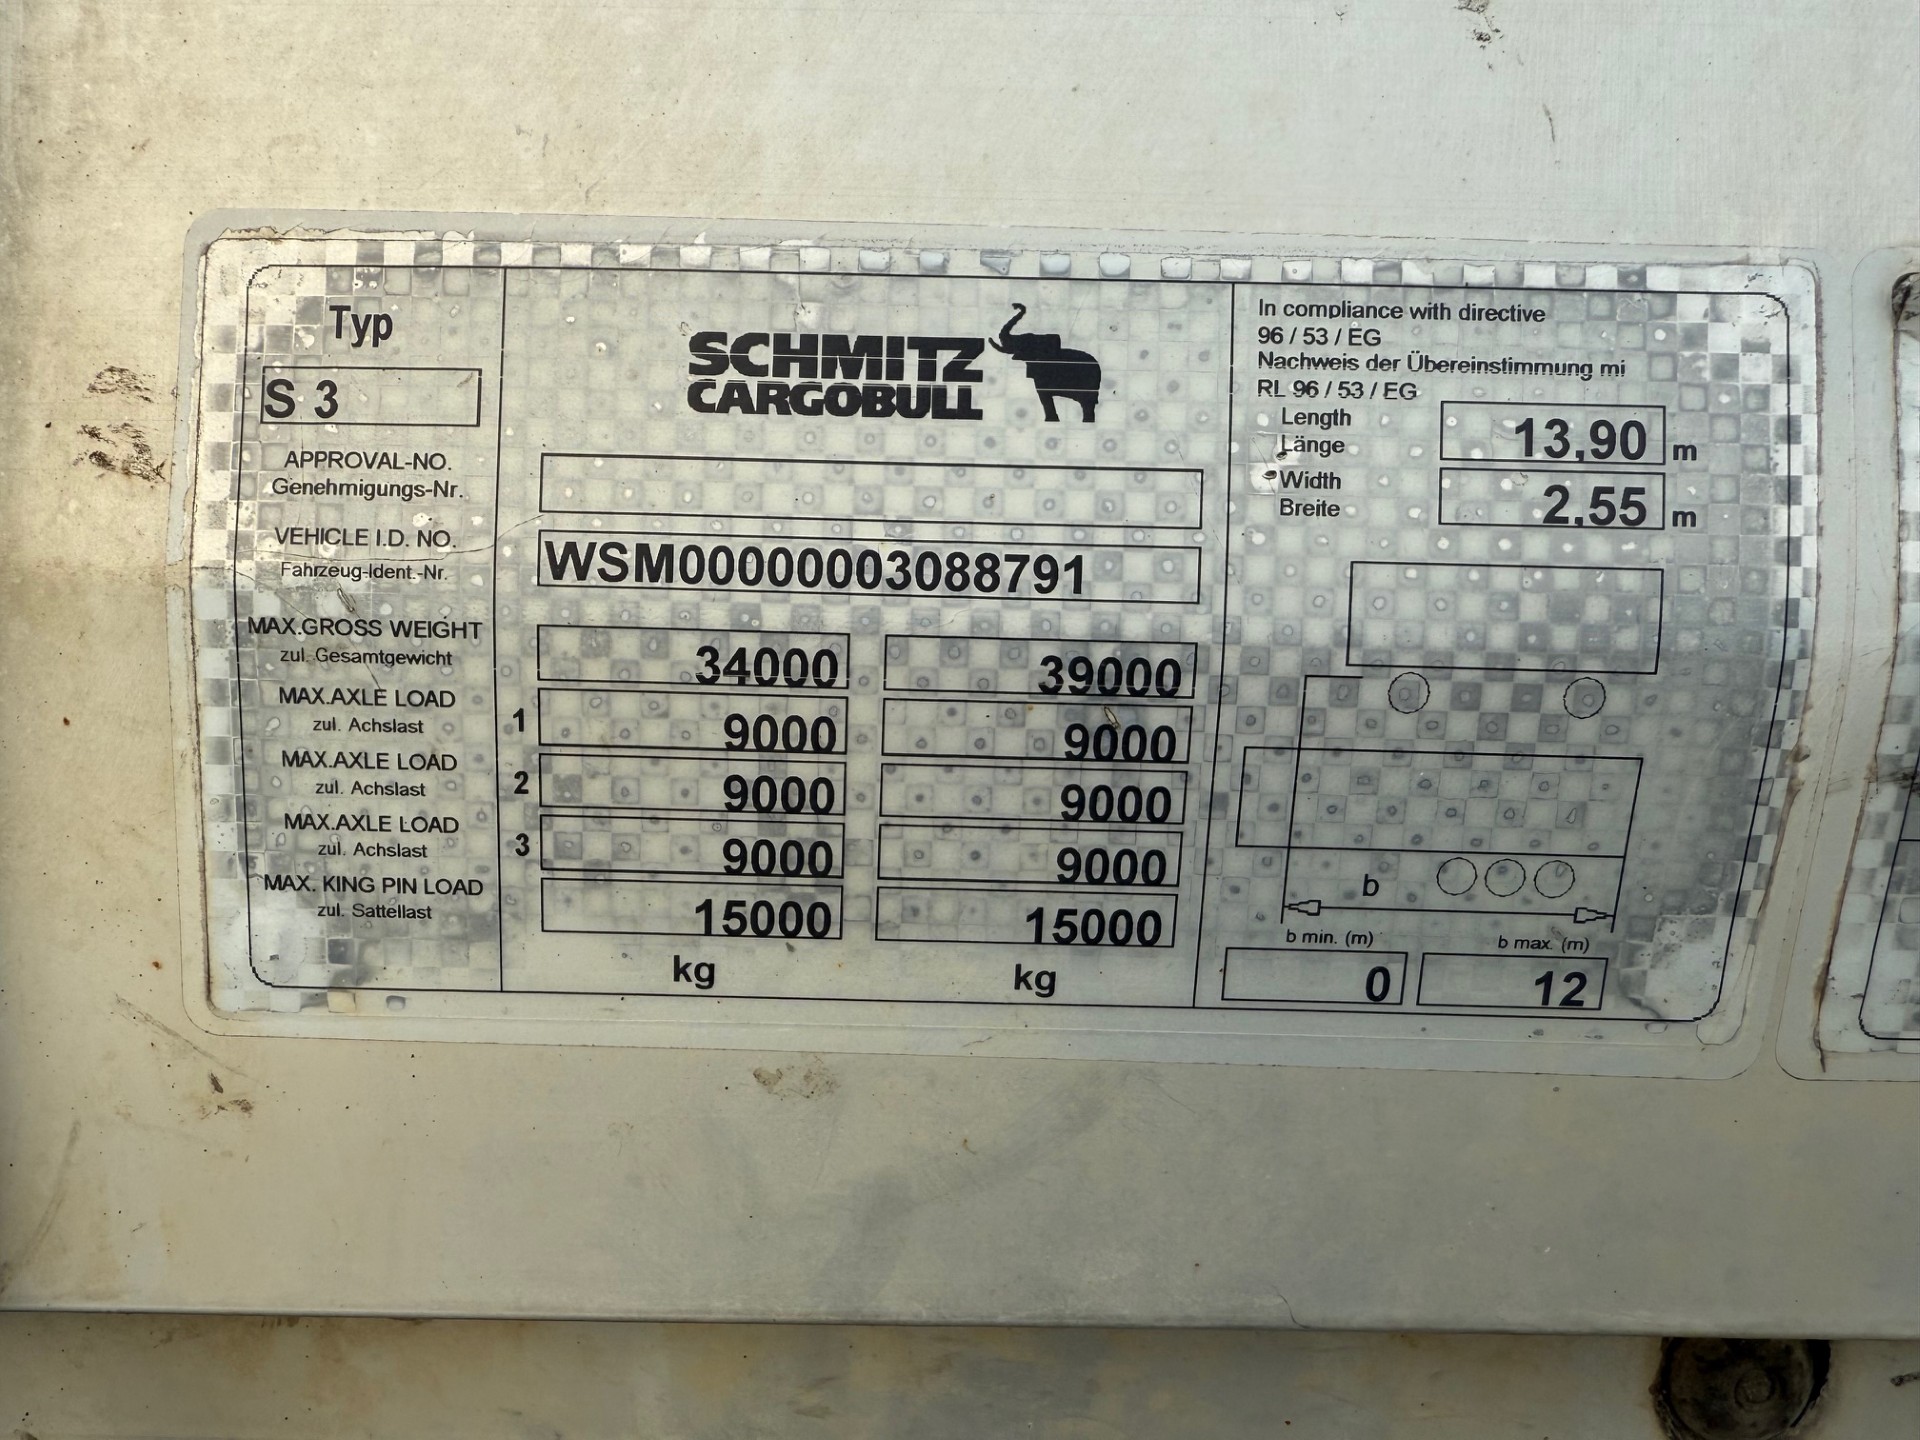 Typ
S 3
SCHMITZ
CARGOBULL
APPROVAL-NO.
Genehmigungs-Nr.
VEHICLE I.D. NO.
Fahrzeug-Ident.-Nr.
WSM00000003088791
MAX.GROSS WEIGHT
zul. Gesamtgewicht
34000 39000
MAX.AXLE LOAD
zul. Achslast
1 9000 9000
MAX.AXLE LOAD
zul. Achslast
2 9000 9000
MAX.AXLE LOAD
zul. Achslast
3 9000 9000
MAX. KING PIN LOAD
zul. Sattellast
15000 15000
kg kg
In compliance with directive
96 / 53 / EG
Nachweis der Übereinstimmung mi
RL 96 / 53 / EG
Length
Länge
13,90 m
Width
Breite
2,55 m
b
b min. (m) b max. (m)
0 12